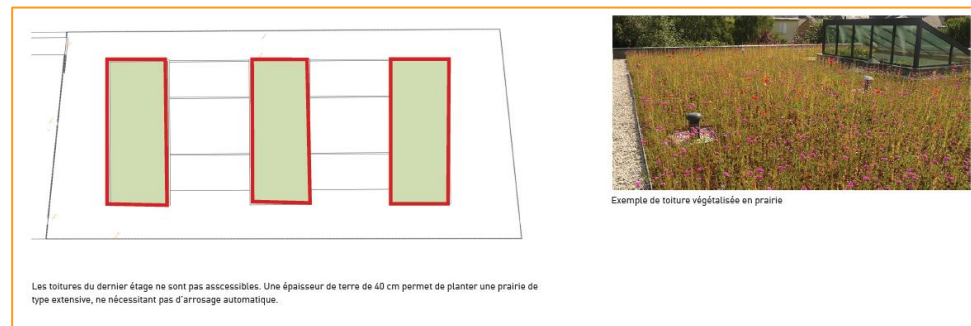 Exemple de toiture végétalisée en prairie
Les toitures du dernier étage ne sont pas asscessibles. Une épaisseur de terre de 40 cm permet de planter une prairie de
type extensive, ne nécessitant pas d'arrosage automatique.